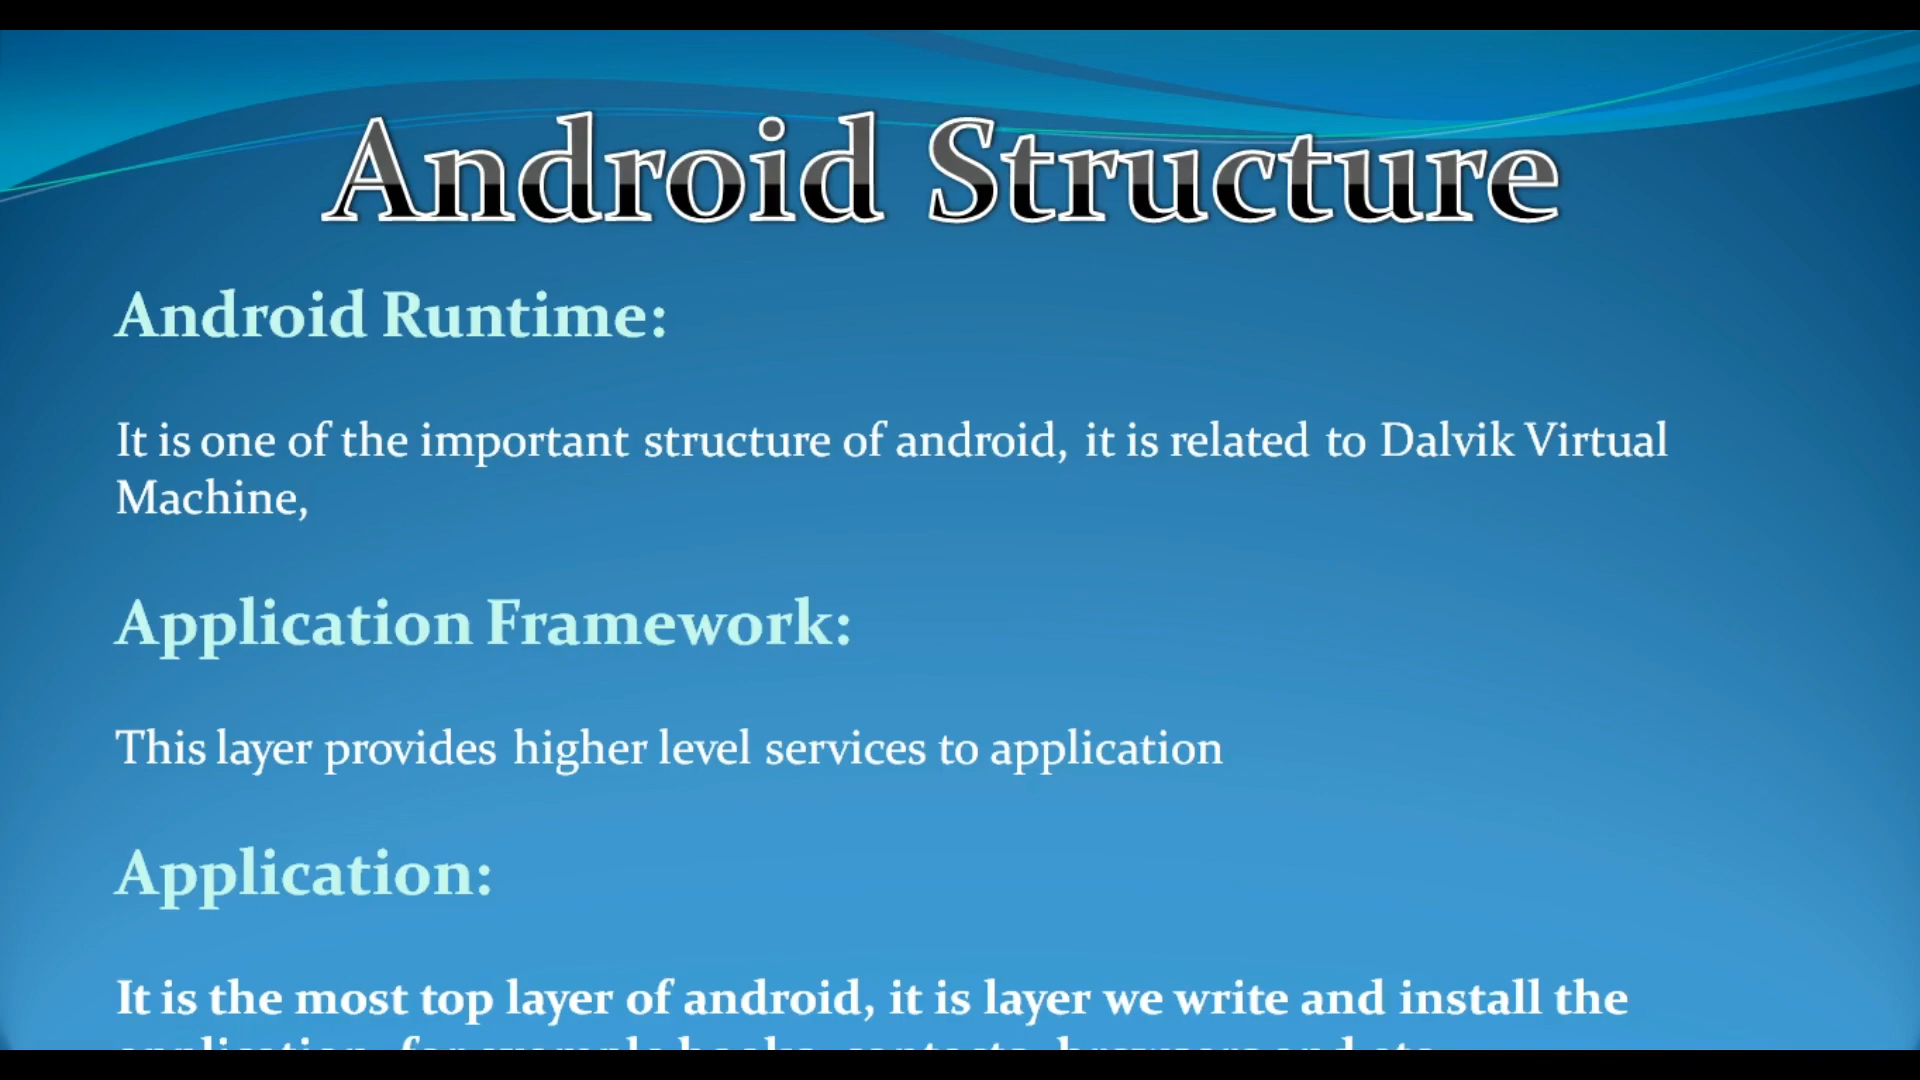 Android Structure
Android Runtime:
It is one of the important structure of android, it is related to Dalvik Virtual
Machine,
Application Framework:
This layer provides higher level services to application
Application:
It is the most top layer of android, it is layer we write and install the